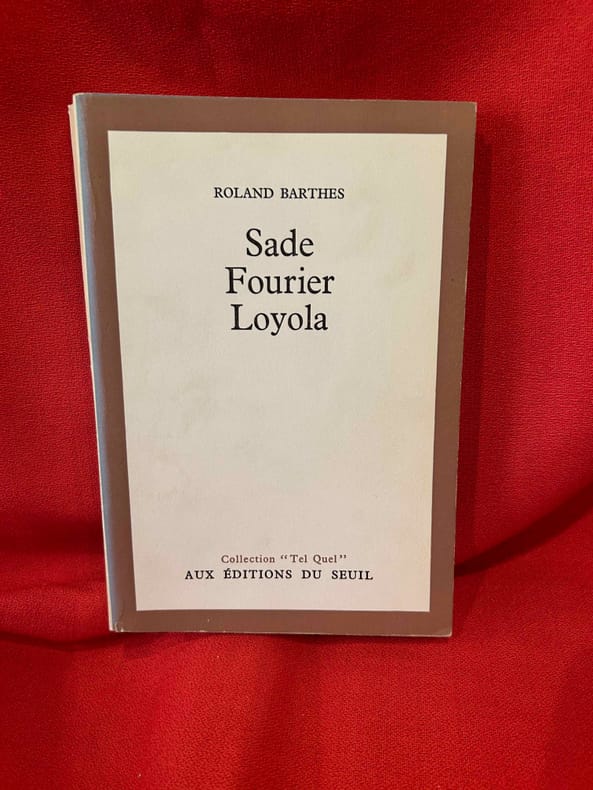 ROLAND BARTHES
Sade
Fourier
Loyola
Collection "Tel Quel"
AUX ÉDITIONS DU SEUIL